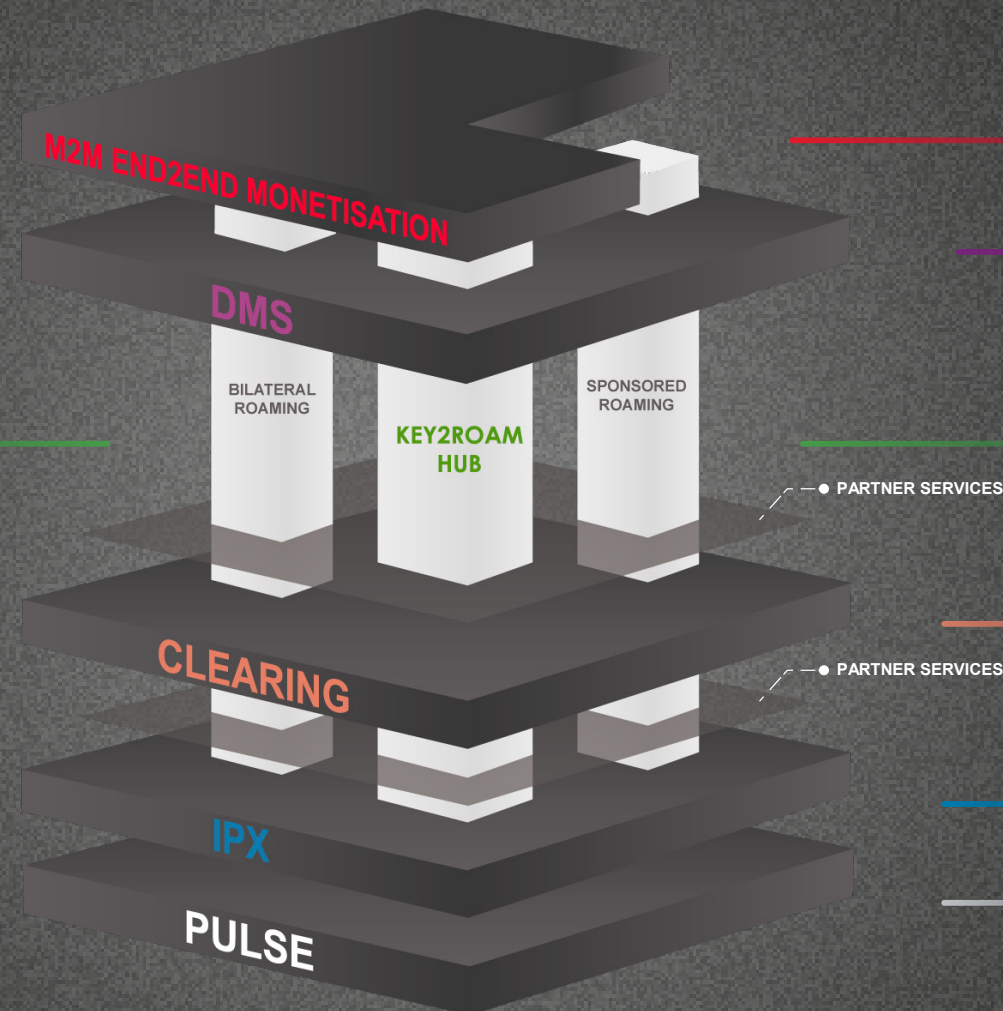 M2M END2END MONETISATION
DMS
BILATERAL
ROAMING
KEY2ROAM
HUB
SPONSORED
ROAMING
PARTNER SERVICES
CLEARING
PARTNER SERVICES
IPX
PULSE